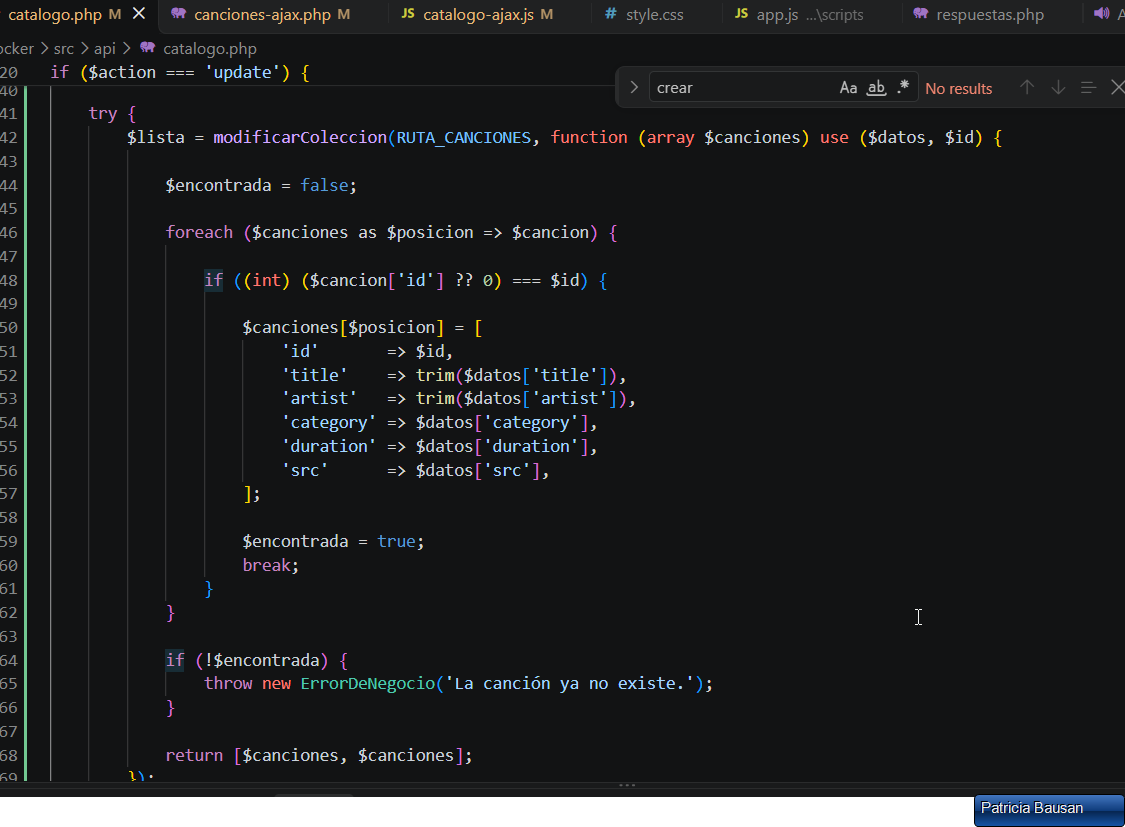 catalogo.php M
canciones-ajax.php M
JS catalogo-ajax.js M
# style.css
JS app.js ...\scripts
respuestas.php
ocker > src > api > catalogo.php
20 if ($action === 'update') {
crear Aa ab .* No results
40
41 try {
42 $lista = modificarColeccion(RUTA_CANCIONES, function (array $canciones) use ($datos, $id) {
43
44 $encontrada = false;
45
46 foreach ($canciones as $posicion => $cancion) {
47
48 if ((int) ($cancion['id'] ?? 0) === $id) {
49
50 $canciones[$posicion] = [
51 'id' => $id,
52 'title' => trim($datos['title']),
53 'artist' => trim($datos['artist']),
54 'category' => $datos['category'],
55 'duration' => $datos['duration'],
56 'src' => $datos['src'],
57 ];
58
59 $encontrada = true;
60 break;
61 }
62 }
63
64 if (!$encontrada) {
65 throw new ErrorDeNegocio('La canción ya no existe.');
66 }
67
68 return [$canciones, $canciones];
69 });
Patricia Bausan